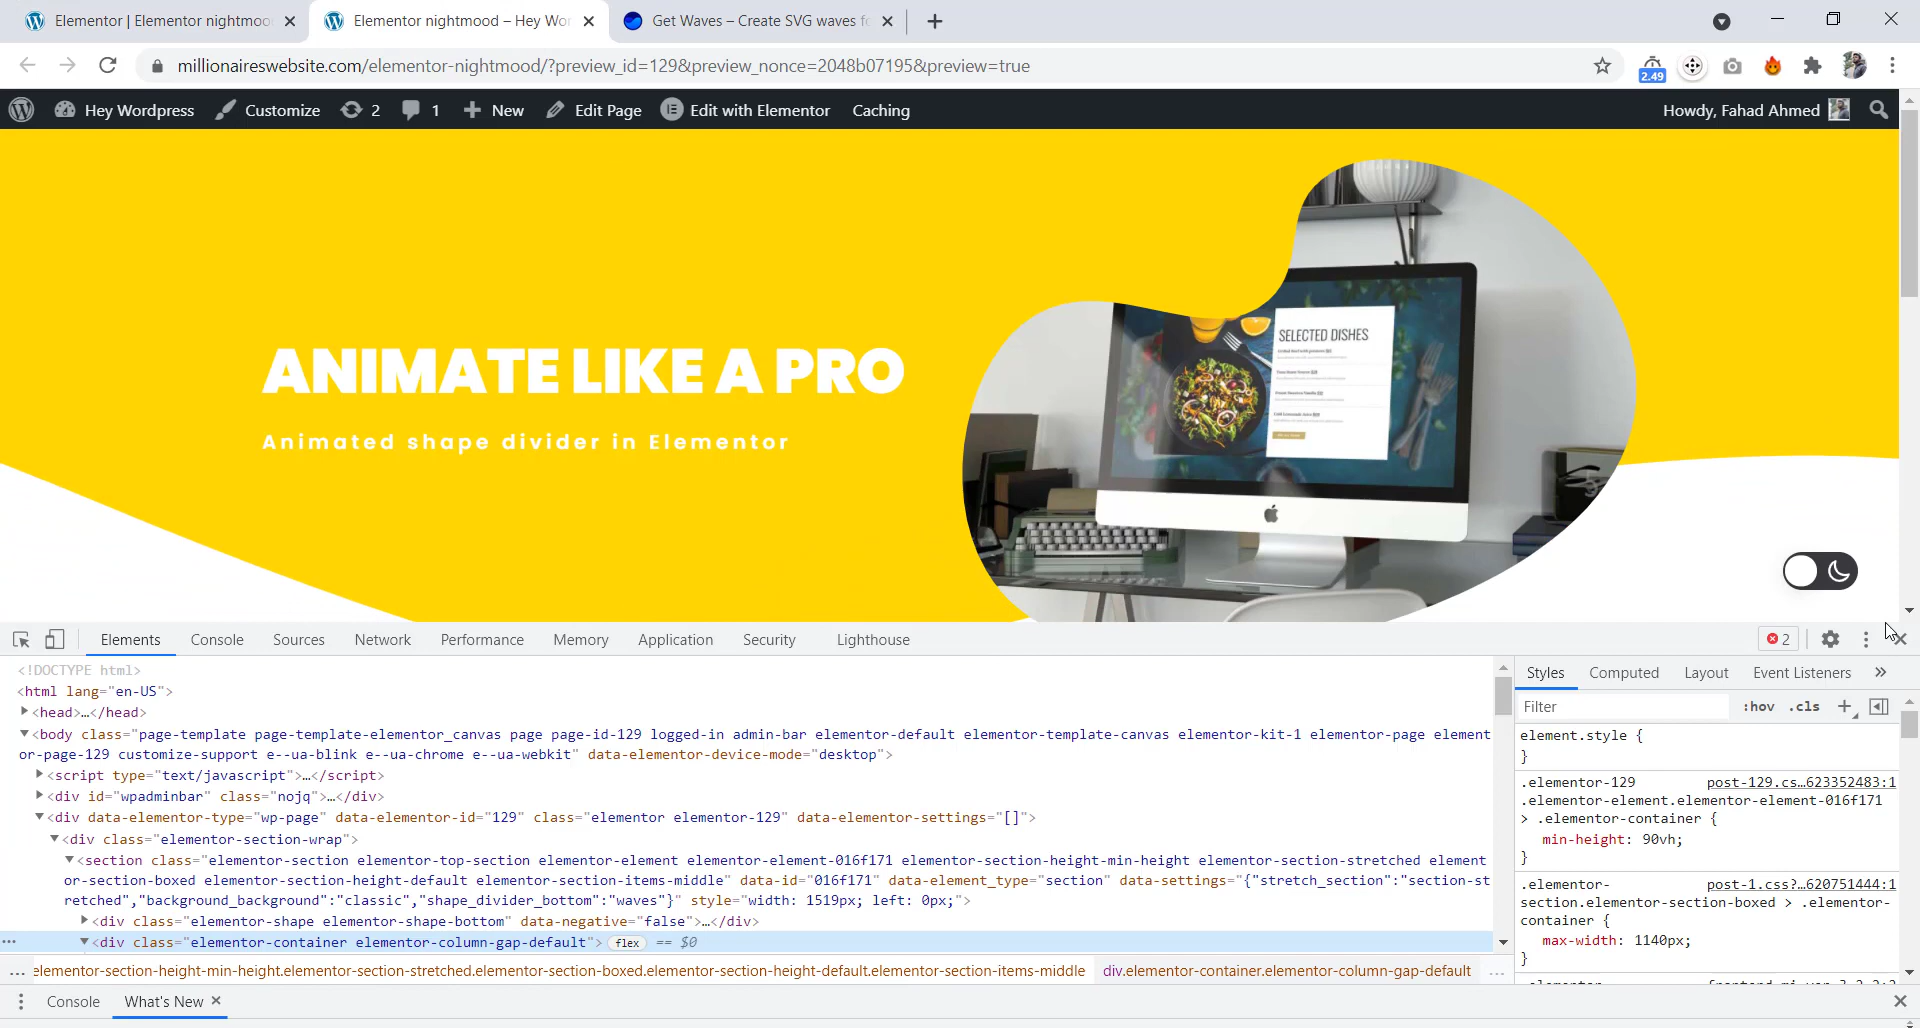 Elementor | Elementor nightmoo
Elementor nightmood – Hey Wor
Get Waves – Create SVG waves fo
millionaireswebsite.com/elementor-nightmood/?preview_id=129&preview_nonce=2048b07195&preview=true
2.49
Hey Wordpress
Customize
2
1
New
Edit Page
Edit with Elementor
Caching
Howdy, Fahad Ahmed
SELECTED DISHES
ANIMATE LIKE A PRO
Animated shape divider in Elementor
Elements Console Sources Network Performance Memory Application Security Lighthouse
2
<!DOCTYPE html>
<html lang="en-US">
<head>…</head>
<body class="page-template page-template-elementor_canvas page page-id-129 logged-in admin-bar elementor-default elementor-template-canvas elementor-kit-1 elementor-page element
or-page-129 customize-support e--ua-blink e--ua-chrome e--ua-webkit" data-elementor-device-mode="desktop">
<script type="text/javascript">…</script>
<div id="wpadminbar" class="nojq">…</div>
<div data-elementor-type="wp-page" data-elementor-id="129" class="elementor elementor-129" data-elementor-settings="[]">
<div class="elementor-section-wrap">
<section class="elementor-section elementor-top-section elementor-element elementor-element-016f171 elementor-section-height-min-height elementor-section-stretched element
or-section-boxed elementor-section-height-default elementor-section-items-middle" data-id="016f171" data-element_type="section" data-settings="{"stretch_section":"section-st
retched","background_background":"classic","shape_divider_bottom":"waves"}" style="width: 1519px; left: 0px;">
<div class="elementor-shape elementor-shape-bottom" data-negative="false">…</div>
<div class="elementor-container elementor-column-gap-default"> flex == $0
... elementor-section-height-min-height.elementor-section-stretched.elementor-section-boxed.elementor-section-height-default.elementor-section-items-middle div.elementor-container.elementor-column-gap-default ...
Styles Computed Layout Event Listeners »
Filter :hov .cls
element.style {
}
.elementor-129 post-129.cs…623352483:1
.elementor-element.elementor-element-016f171
> .elementor-container {
min-height: 90vh;
}
.elementor- post-1.css?…620751444:1
section.elementor-section-boxed > .elementor-
container {
max-width: 1140px;
}
Console What's New